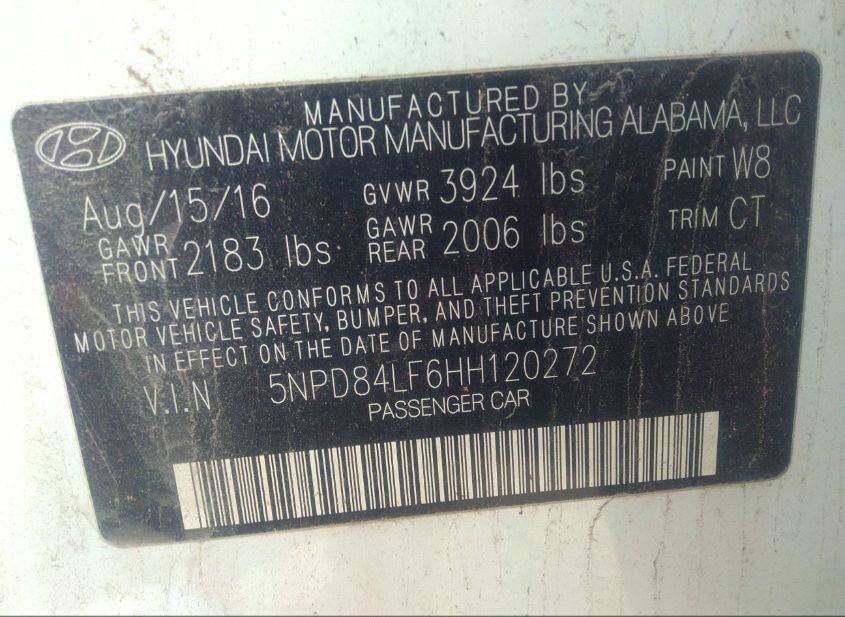 MANUFACTURED BY
HYUNDAI MOTOR MANUFACTURING ALABAMA, LLC
Aug/15/16 GVWR 3924 lbs PAINT W8
GAWR FRONT 2183 lbs GAWR REAR 2006 lbs TRIM CT
THIS VEHICLE CONFORMS TO ALL APPLICABLE U.S.A. FEDERAL
MOTOR VEHICLE SAFETY, BUMPER, AND THEFT PREVENTION STANDARDS
IN EFFECT ON THE DATE OF MANUFACTURE SHOWN ABOVE
V.I.N 5NPD84LF6HH120272
PASSENGER CAR